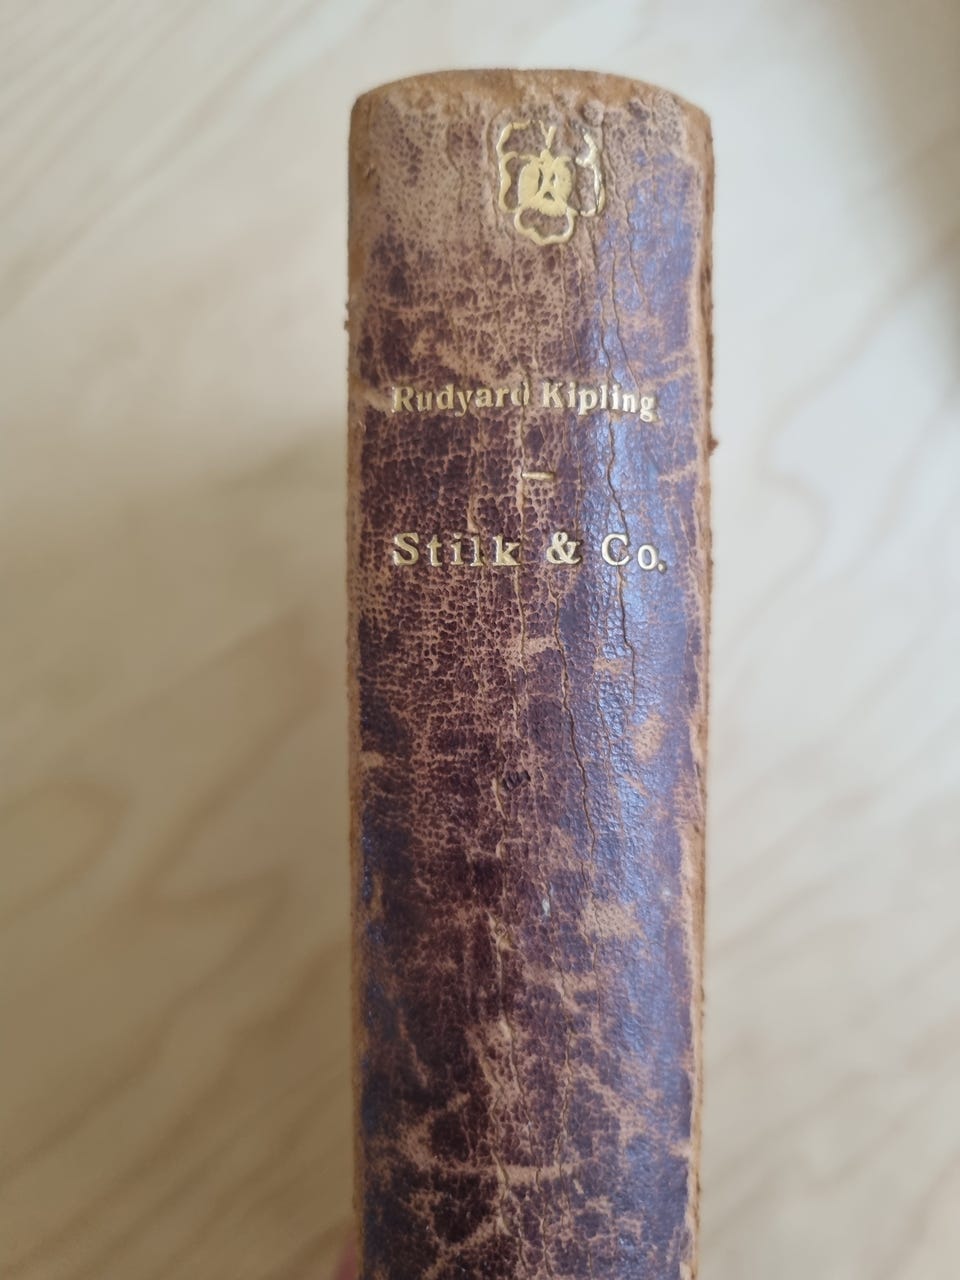 Rudyard Kipling
—
Stilk & Co.